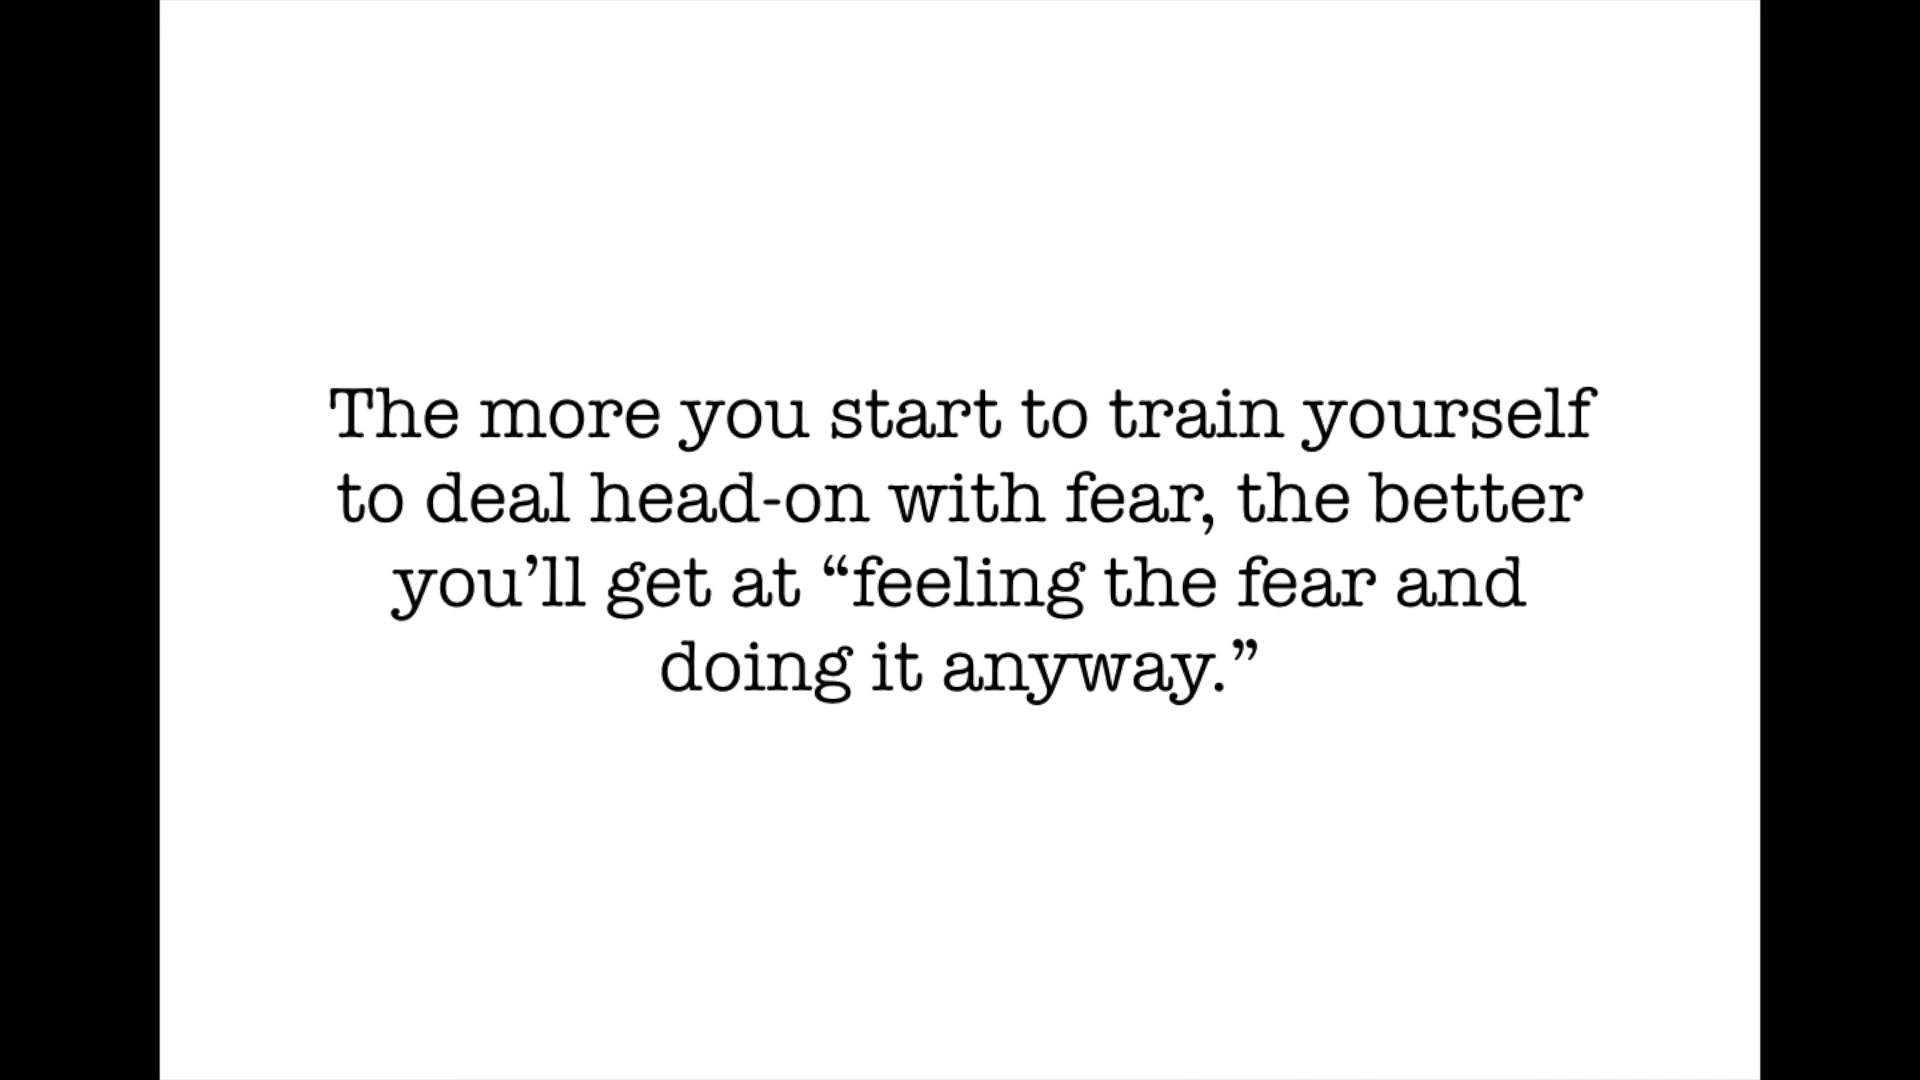 The more you start to train yourself
to deal head-on with fear, the better
you’ll get at “feeling the fear and
doing it anyway.”